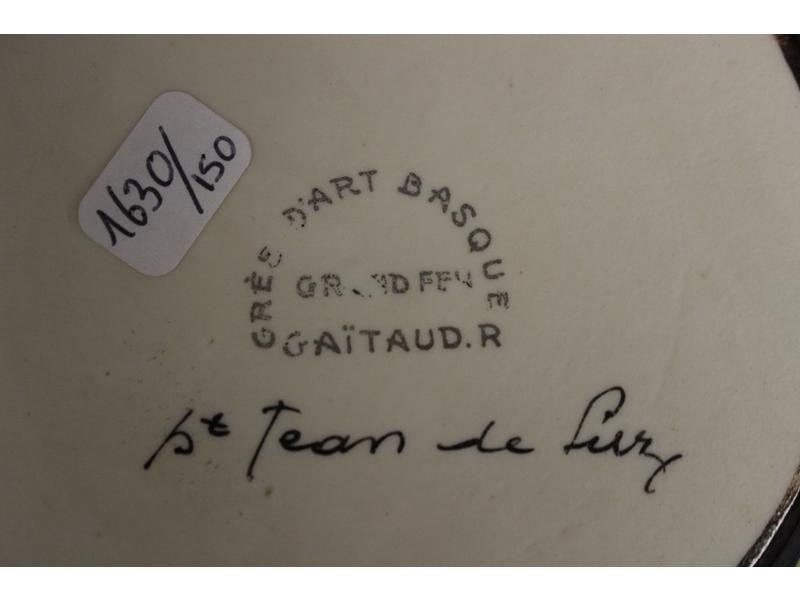 1630/150
GRÈS D'ART BASQUE
GRAND FEU
GAÏTAUD.R
St Jean de Luz